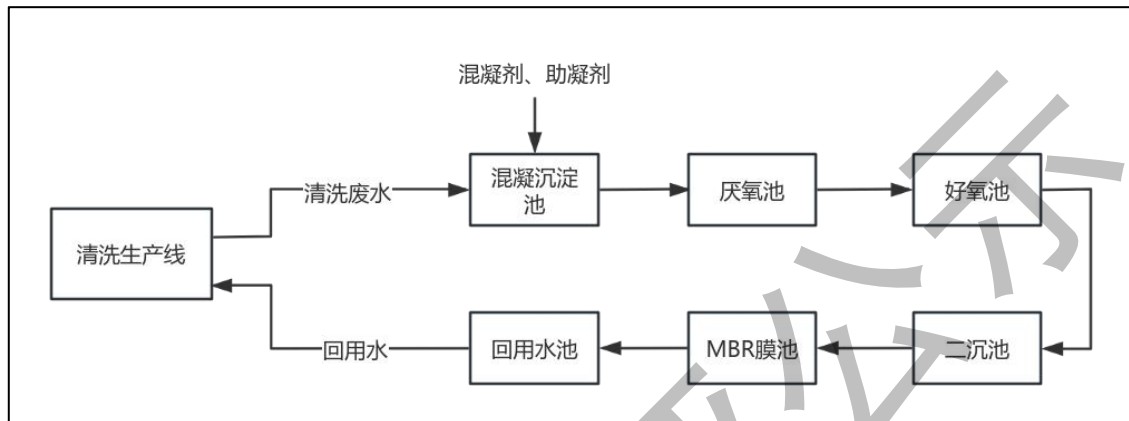 混凝剂、助凝剂
清洗废水
混凝沉淀
池
厌氧池
好氧池
清洗生产线
回用水
回用水池
MBR膜池
二沉池
公示